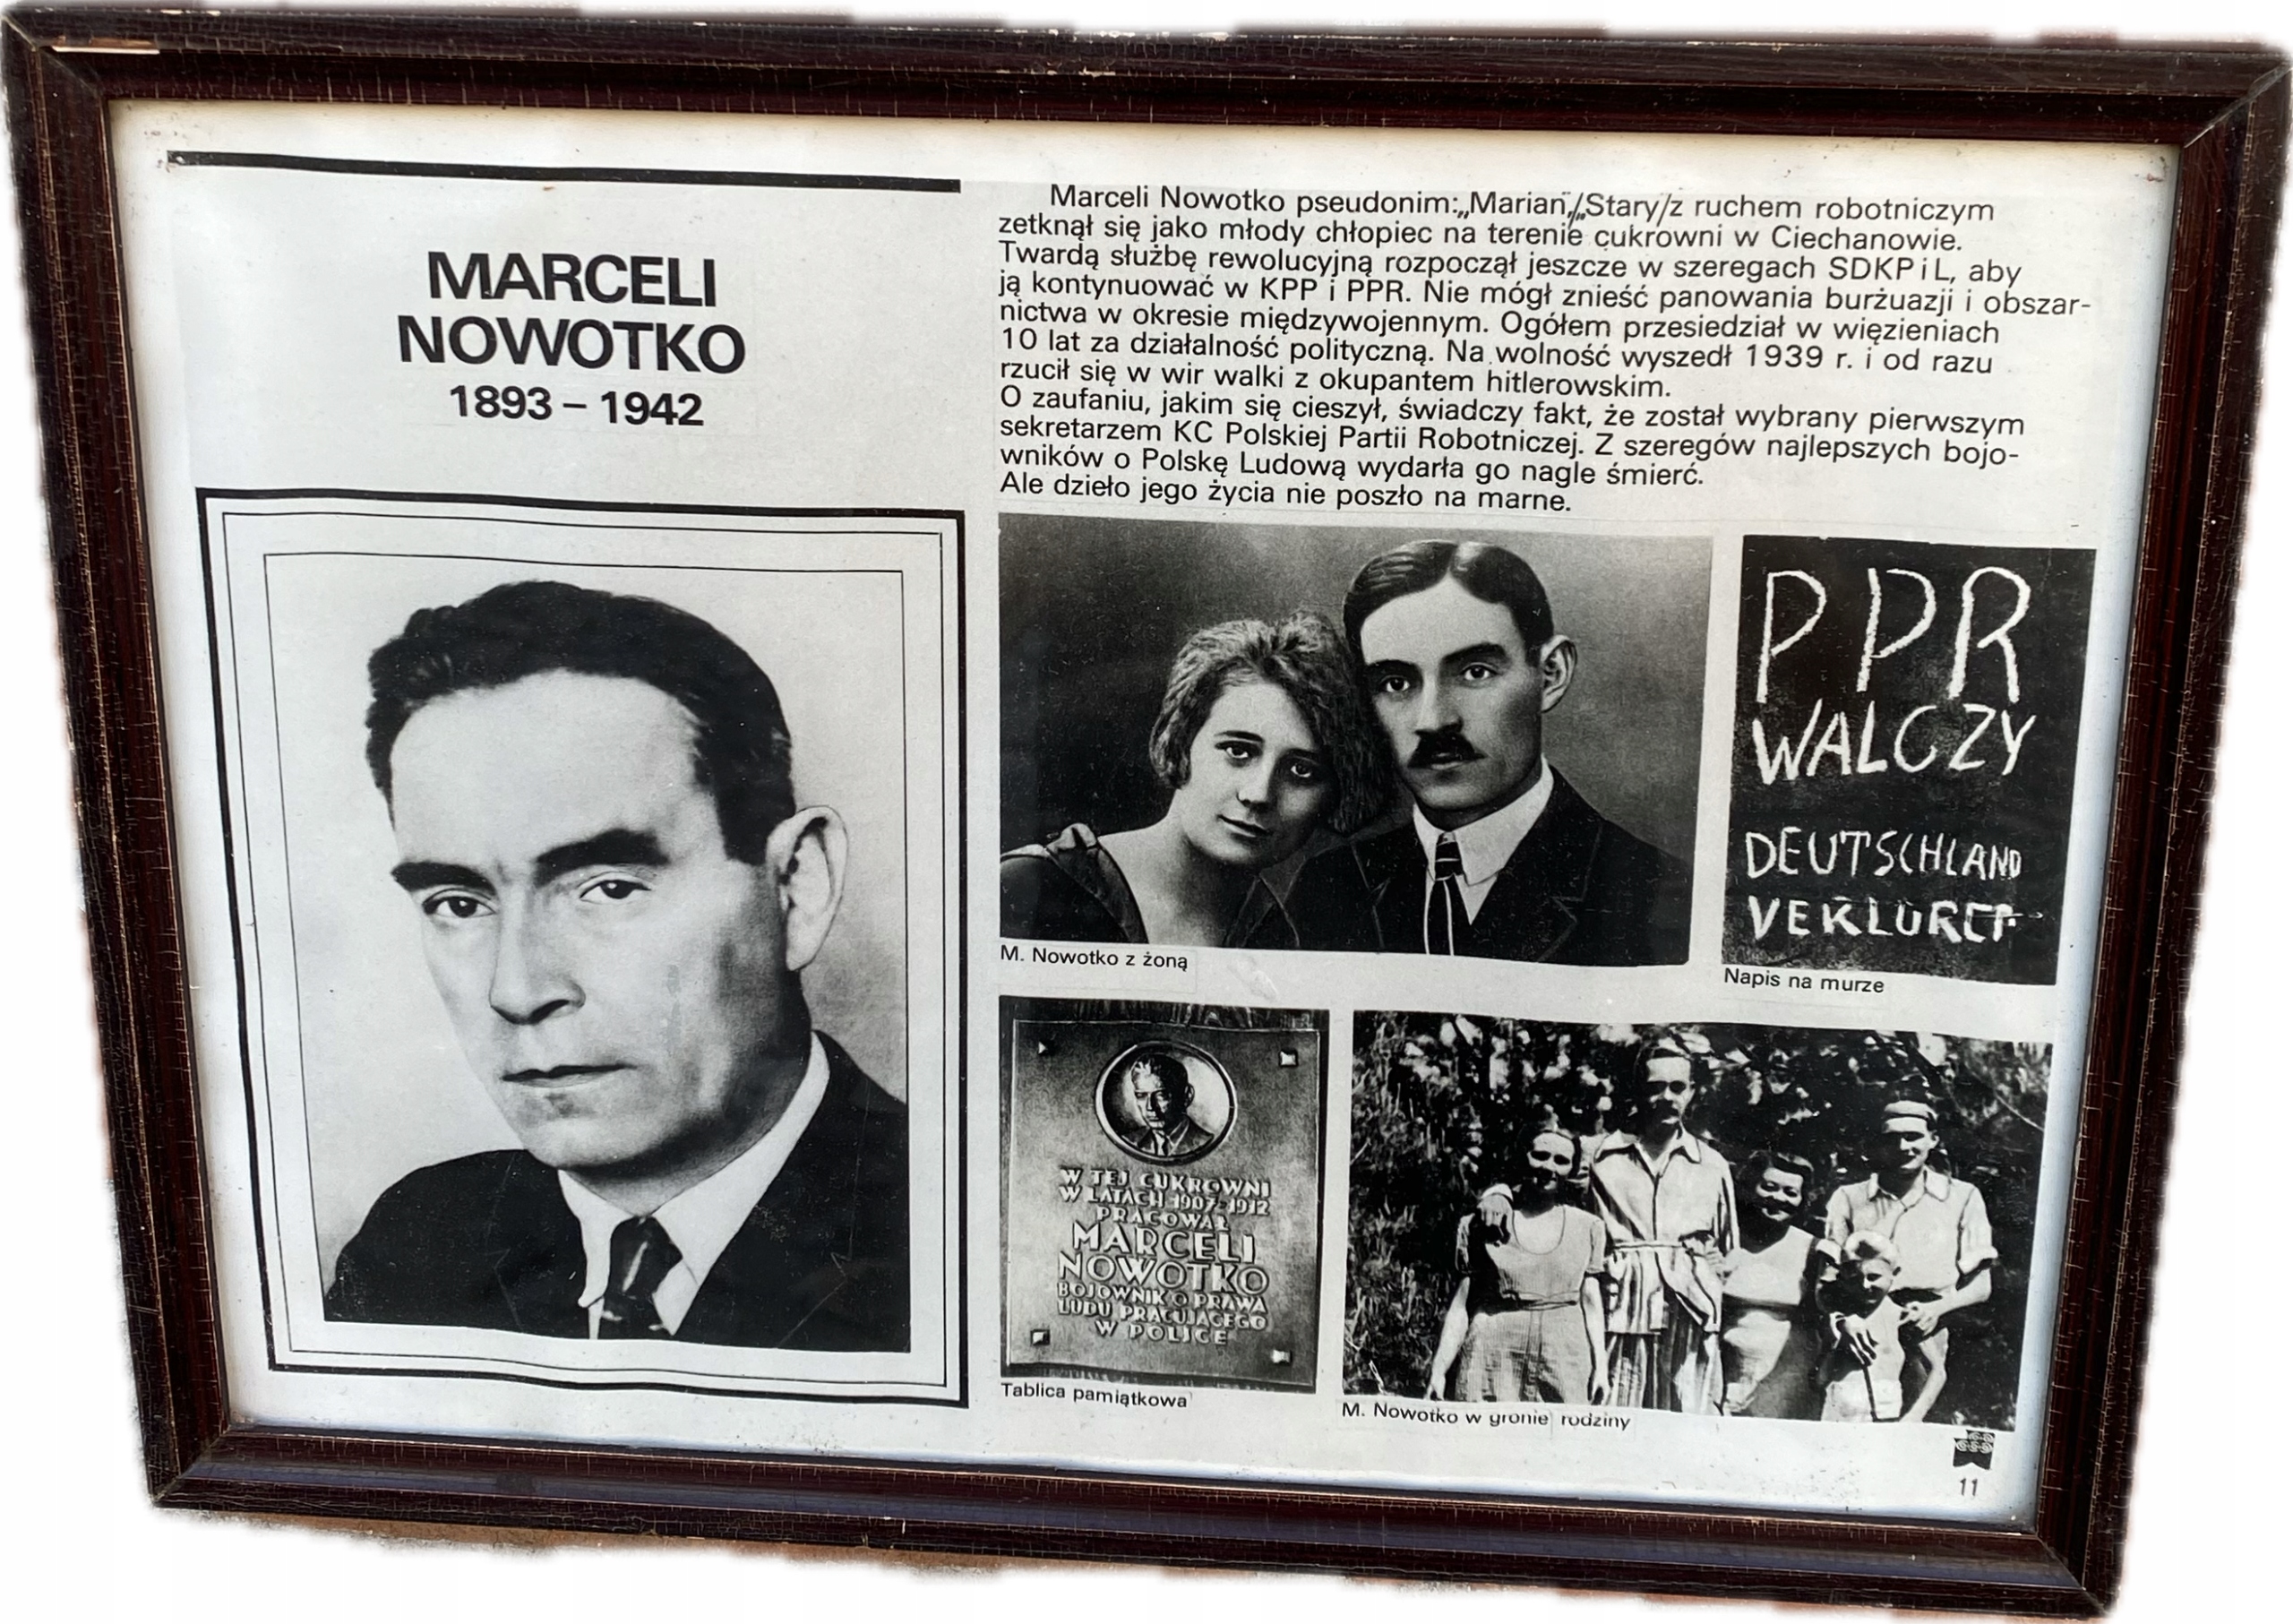 MARCELI
NOWOTKO
1893 – 1942
Marceli Nowotko pseudonim: „Marian”/„Stary/z ruchem robotniczym
zetknął się jako młody chłopiec na terenie cukrowni w Ciechanowie.
Twardą służbę rewolucyjną rozpoczął jeszcze w szeregach SDKPiL, aby
ją kontynuować w KPP i PPR. Nie mógł znieść panowania burżuazji i obszar-
nictwa w okresie międzywojennym. Ogółem przesiedział w więzieniach
10 lat za działalność polityczną. Na wolność wyszedł 1939 r. i od razu
rzucił się w wir walki z okupantem hitlerowskim.
O zaufaniu, jakim się cieszył, świadczy fakt, że został wybrany pierwszym
sekretarzem KC Polskiej Partii Robotniczej. Z szeregów najlepszych bojo-
wników o Polskę Ludową wydarła go nagle śmierć.
Ale dzieło jego życia nie poszło na marne.
M. Nowotko z żoną
PPR
WALCZY
DEUTSCHLAND
Napis na murze
W TEJ CUKROWNI
W LATACH 1907-1912
PRACOWAŁ
MARCELI
NOWOTKO
BOJOWNIK O PRAWA
LUDU PRACUJĄCEGO
W POLSCE
Tablica pamiątkowa
M. Nowotko w gronie rodziny
11